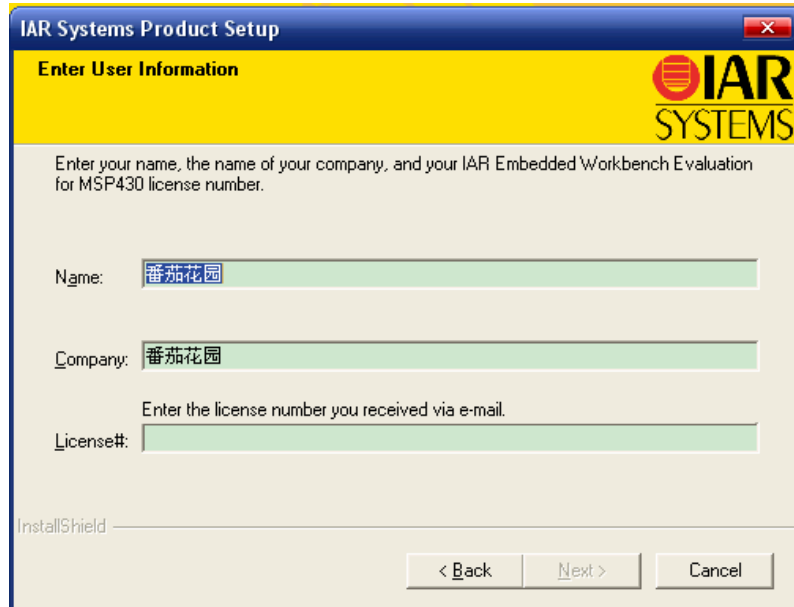 IAR Systems Product Setup
Enter User Information
IAR
SYSTEMS
Enter your name, the name of your company, and your IAR Embedded Workbench Evaluation
for MSP430 license number.
Name: 番茄花园
Company: 番茄花园
Enter the license number you received via e-mail.
License#:
InstallShield
< Back Next > Cancel